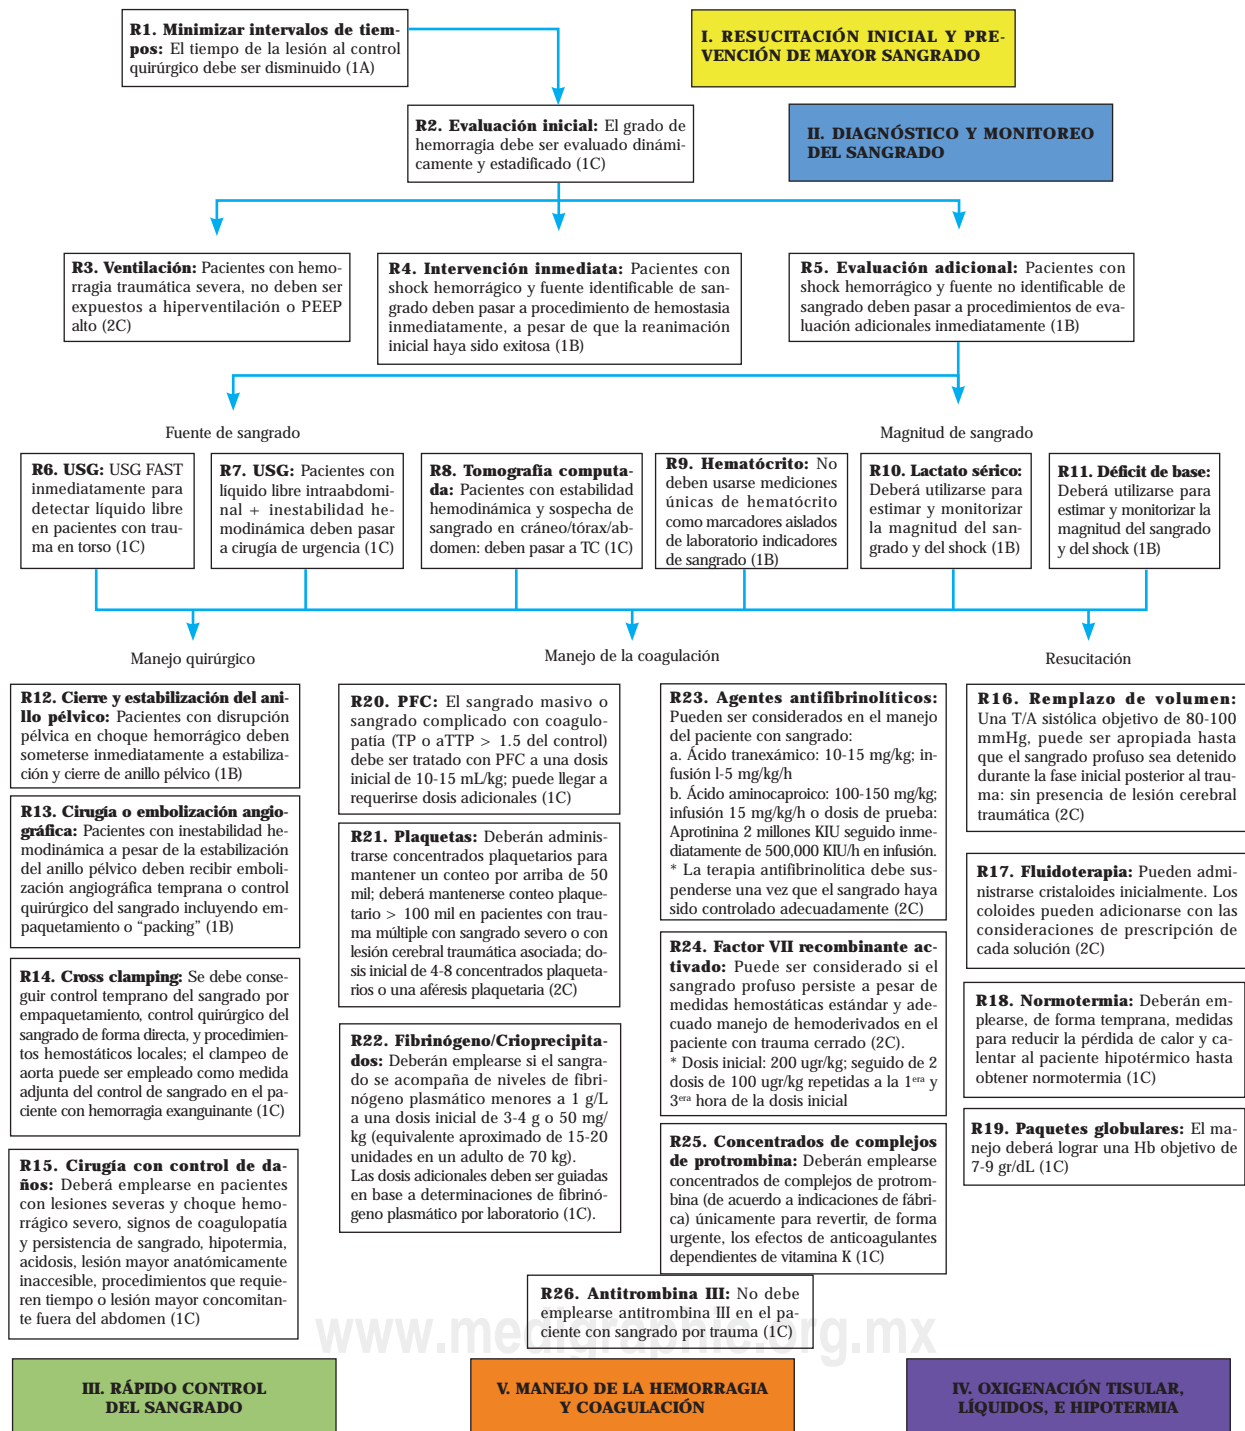 R1. Minimizar intervalos de tiem-
pos: El tiempo de la lesión al control
quirúrgico debe ser disminuido (1A)
I. RESUCITACIÓN INICIAL Y PRE-
VENCIÓN DE MAYOR SANGRADO
R2. Evaluación inicial: El grado de
hemorragia debe ser evaluado dinámi-
camente y estadificado (1C)
II. DIAGNÓSTICO Y MONITOREO
DEL SANGRADO
R3. Ventilación: Pacientes con hemo-
rragia traumática severa, no deben ser
expuestos a hiperventilación o PEEP
alto (2C)
R4. Intervención inmediata: Pacientes con
shock hemorrágico y fuente identificable de san-
grado deben pasar a procedimiento de hemostasia
inmediatamente, a pesar de que la reanimación
inicial haya sido exitosa (1B)
R5. Evaluación adicional: Pacientes con
shock hemorrágico y fuente no identificable de
sangrado deben pasar a procedimientos de eva-
luación adicionales inmediatamente (1B)
Fuente de sangrado
Magnitud de sangrado
R6. USG: USG FAST
inmediatamente para
detectar líquido libre
en pacientes con trau-
ma en torso (1C)
R7. USG: Pacientes con
líquido libre intraabdomi-
nal + inestabilidad he-
modinámica deben pasar
a cirugía de urgencia (1C)
R8. Tomografía computa-
da: Pacientes con estabilidad
hemodinámica y sospecha de
sangrado en cráneo/tórax/ab-
domen: deben pasar a TC (1C)
R9. Hematócrito: No
deben usarse mediciones
únicas de hematócrito
como marcadores aislados
de laboratorio indicadores
de sangrado (1B)
R10. Lactato sérico:
Deberá utilizarse para
estimar y monitorizar
la magnitud del san-
grado y del shock (1B)
R11. Déficit de base:
Deberá utilizarse para
estimar y monitorizar la
magnitud del sangrado
y del shock (1B)
Manejo quirúrgico
Manejo de la coagulación
Resucitación
R12. Cierre y estabilización del ani-
llo pélvico: Pacientes con disrupción
pélvica en choque hemorrágico deben
someterse inmediatamente a estabiliza-
ción y cierre de anillo pélvico (1B)
R13. Cirugía o embolización angio-
gráfica: Pacientes con inestabilidad he-
modinámica a pesar de la estabilización
del anillo pélvico deben recibir emboli-
zación angiográfica temprana o control
quirúrgico del sangrado incluyendo em-
paquetamiento o "packing" (1B)
R14. Cross clamping: Se debe conse-
guir control temprano del sangrado por
empaquetamiento, control quirúrgico del
sangrado de forma directa, y procedimien-
tos hemostáticos locales; el clampeo de
aorta puede ser empleado como medida
adjunta del control de sangrado en el pa-
ciente con hemorragia exanguinante (1C)
R15. Cirugía con control de da-
ños: Deberá emplearse en pacientes
con lesiones severas y choque hemo-
rrágico severo, signos de coagulopatía
y persistencia de sangrado, hipotermia,
acidosis, lesión mayor anatómicamente
inaccesible, procedimientos que requie-
ren tiempo o lesión mayor concomitan-
te fuera del abdomen (1C)
R20. PFC: El sangrado masivo o
sangrado complicado con coagulo-
patía (TP o aTTP > 1.5 del control)
debe ser tratado con PFC a una dosis
inicial de 10-15 mL/kg; puede llegar a
requerirse dosis adicionales (1C)
R21. Plaquetas: Deberán adminis-
trarse concentrados plaquetarios para
mantener un conteo por arriba de 50
mil; deberá mantenerse conteo plaque-
tario > 100 mil en pacientes con trau-
ma múltiple con sangrado severo o con
lesión cerebral traumática asociada; do-
sis inicial de 4-8 concentrados plaqueta-
rios o una aféresis plaquetaria (2C)
R22. Fibrinógeno/Crioprecipita-
dos: Deberán emplearse si el sangra-
do se acompaña de niveles de fibri-
nógeno plasmático menores a 1 g/L
a una dosis inicial de 3-4 g o 50 mg/
kg (equivalente aproximado de 15-20
unidades en un adulto de 70 kg).
Las dosis adicionales deben ser guiadas
en base a determinaciones de fibrinó-
geno plasmático por laboratorio (1C).
R23. Agentes antifibrinolíticos:
Pueden ser considerados en el manejo
del paciente con sangrado:
a. Ácido tranexámico: 10-15 mg/kg; in-
fusión l-5 mg/kg/h
b. Ácido aminocaproico: 100-150 mg/kg;
infusión 15 mg/kg/h o dosis de prueba:
Aprotinina 2 millones KIU seguido inme-
diatamente de 500,000 KIU/h en infusión.
* La terapia antifibrinolítica debe sus-
penderse una vez que el sangrado haya
sido controlado adecuadamente (2C)
R24. Factor VII recombinante ac-
tivado: Puede ser considerado si el
sangrado profuso persiste a pesar de
medidas hemostáticas estándar y ade-
cuado manejo de hemoderivados en el
paciente con trauma cerrado (2C).
* Dosis inicial: 200 ugr/kg; seguido de 2
dosis de 100 ugr/kg repetidas a la 1era y
3era hora de la dosis inicial
R25. Concentrados de complejos
de protrombina: Deberán emplearse
concentrados de complejos de protrom-
bina (de acuerdo a indicaciones de fábri-
ca) únicamente para revertir, de forma
urgente, los efectos de anticoagulantes
dependientes de vitamina K (1C)
R26. Antitrombina III: No debe
emplearse antitrombina III en el pa-
ciente con sangrado por trauma (1C)
R16. Remplazo de volumen:
Una T/A sistólica objetivo de 80-100
mmHg, puede ser apropiada hasta
que el sangrado profuso sea detenido
durante la fase inicial posterior al trau-
ma: sin presencia de lesión cerebral
traumática (2C)
R17. Fluidoterapia: Pueden admi-
nistrarse cristaloides inicialmente. Los
coloides pueden adicionarse con las
consideraciones de prescripción de
cada solución (2C)
R18. Normotermia: Deberán em-
plearse, de forma temprana, medidas
para reducir la pérdida de calor y ca-
lentar al paciente hipotérmico hasta
obtener normotermia (1C)
R19. Paquetes globulares: El ma-
nejo deberá lograr una Hb objetivo de
7-9 gr/dL (1C)
www.medigraphic.org.mx
III. RÁPIDO CONTROL
DEL SANGRADO
V. MANEJO DE LA HEMORRAGIA
Y COAGULACIÓN
IV. OXIGENACIÓN TISULAR,
LÍQUIDOS, E HIPOTERMIA